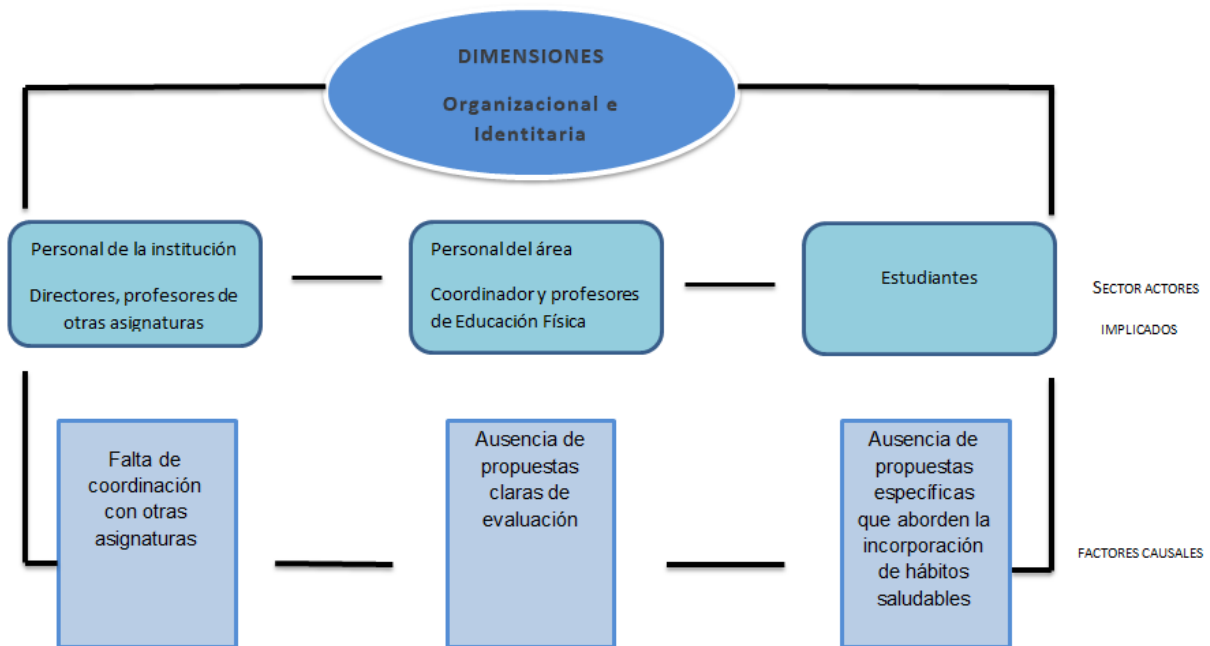 DIMENSIONES
Organizacional e
Identitaria
Personal de la institución
Directores, profesores de
otras asignaturas
Personal del área
Coordinador y profesores
de Educación Física
Estudiantes
SECTOR ACTORES
IMPLICADOS
Falta de
coordinación
con otras
asignaturas
Ausencia de
propuestas
claras de
evaluación
Ausencia de
propuestas
específicas
que aborden la
incorporación
de hábitos
saludables
FACTORES CAUSALES